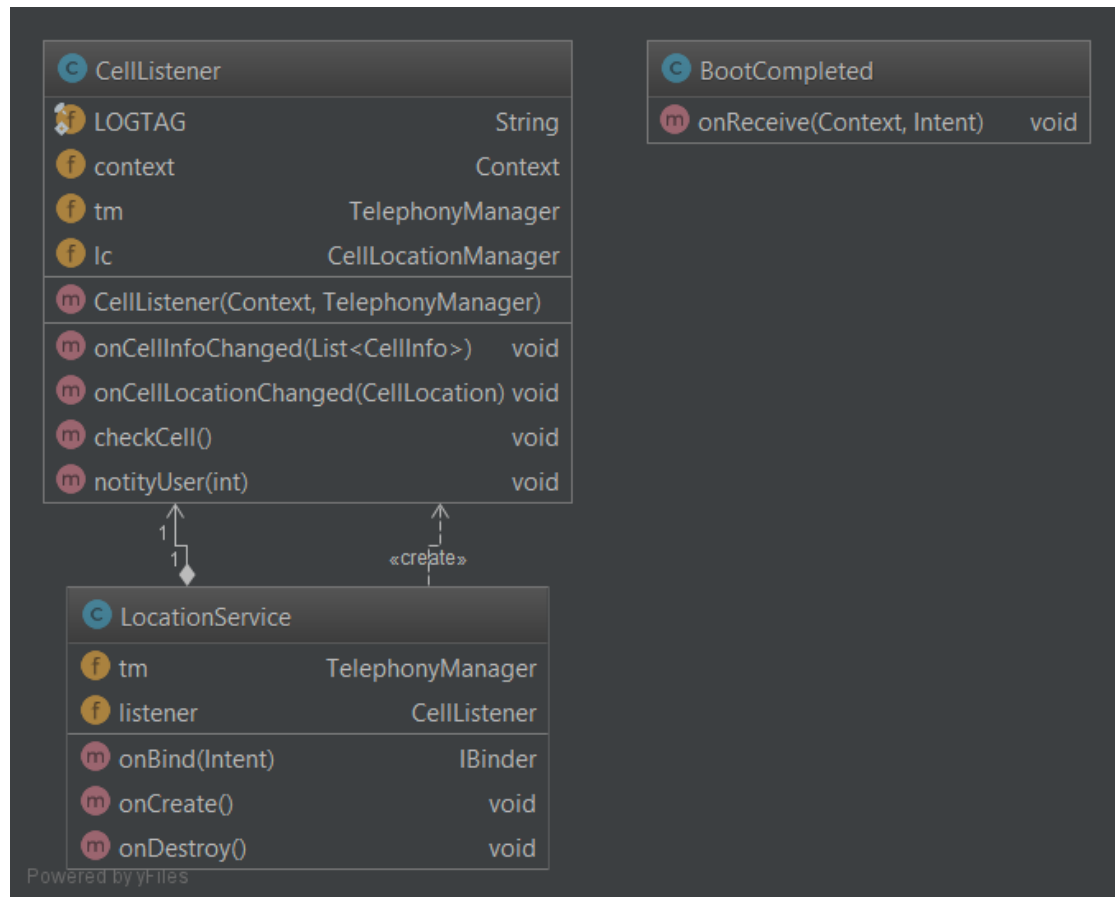 CellListener
LOGTAG String
context Context
tm TelephonyManager
lc CellLocationManager
CellListener(Context, TelephonyManager)
onCellInfoChanged(List<CellInfo>) void
onCellLocationChanged(CellLocation) void
checkCell() void
notityUser(int) void
BootCompleted
onReceive(Context, Intent) void
1
1
«create»
LocationService
tm TelephonyManager
listener CellListener
onBind(Intent) IBinder
onCreate() void
onDestroy() void
Powered by yFiles